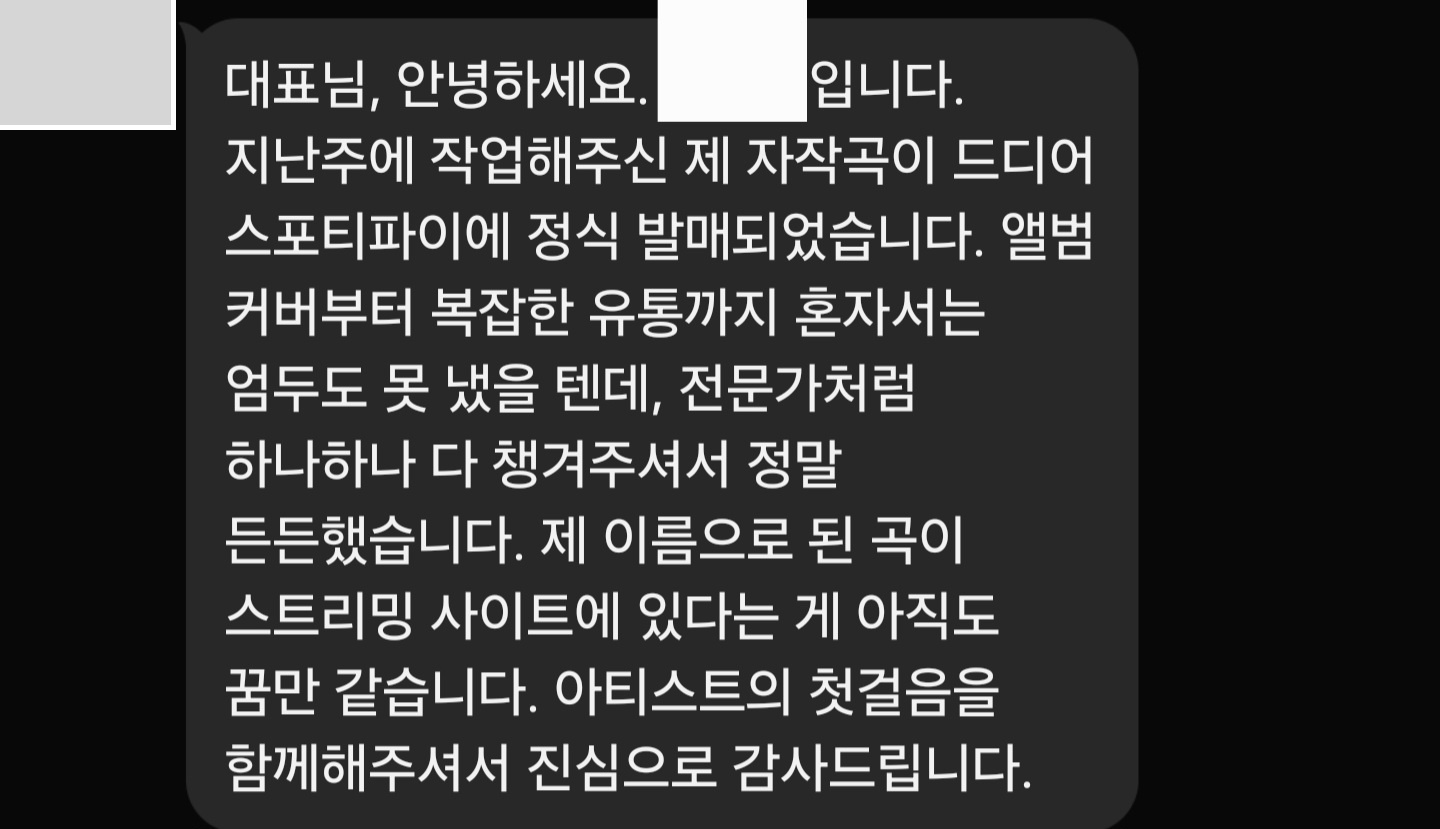 대표님, 안녕하세요. 입니다.
지난주에 작업해주신 제 자작곡이 드디어
스포티파이에 정식 발매되었습니다. 앨범
커버부터 복잡한 유통까지 혼자서는
엄두도 못 냈을 텐데, 전문가처럼
하나하나 다 챙겨주셔서 정말
든든했습니다. 제 이름으로 된 곡이
스트리밍 사이트에 있다는 게 아직도
꿈만 같습니다. 아티스트의 첫걸음을
함께해주셔서 진심으로 감사드립니다.